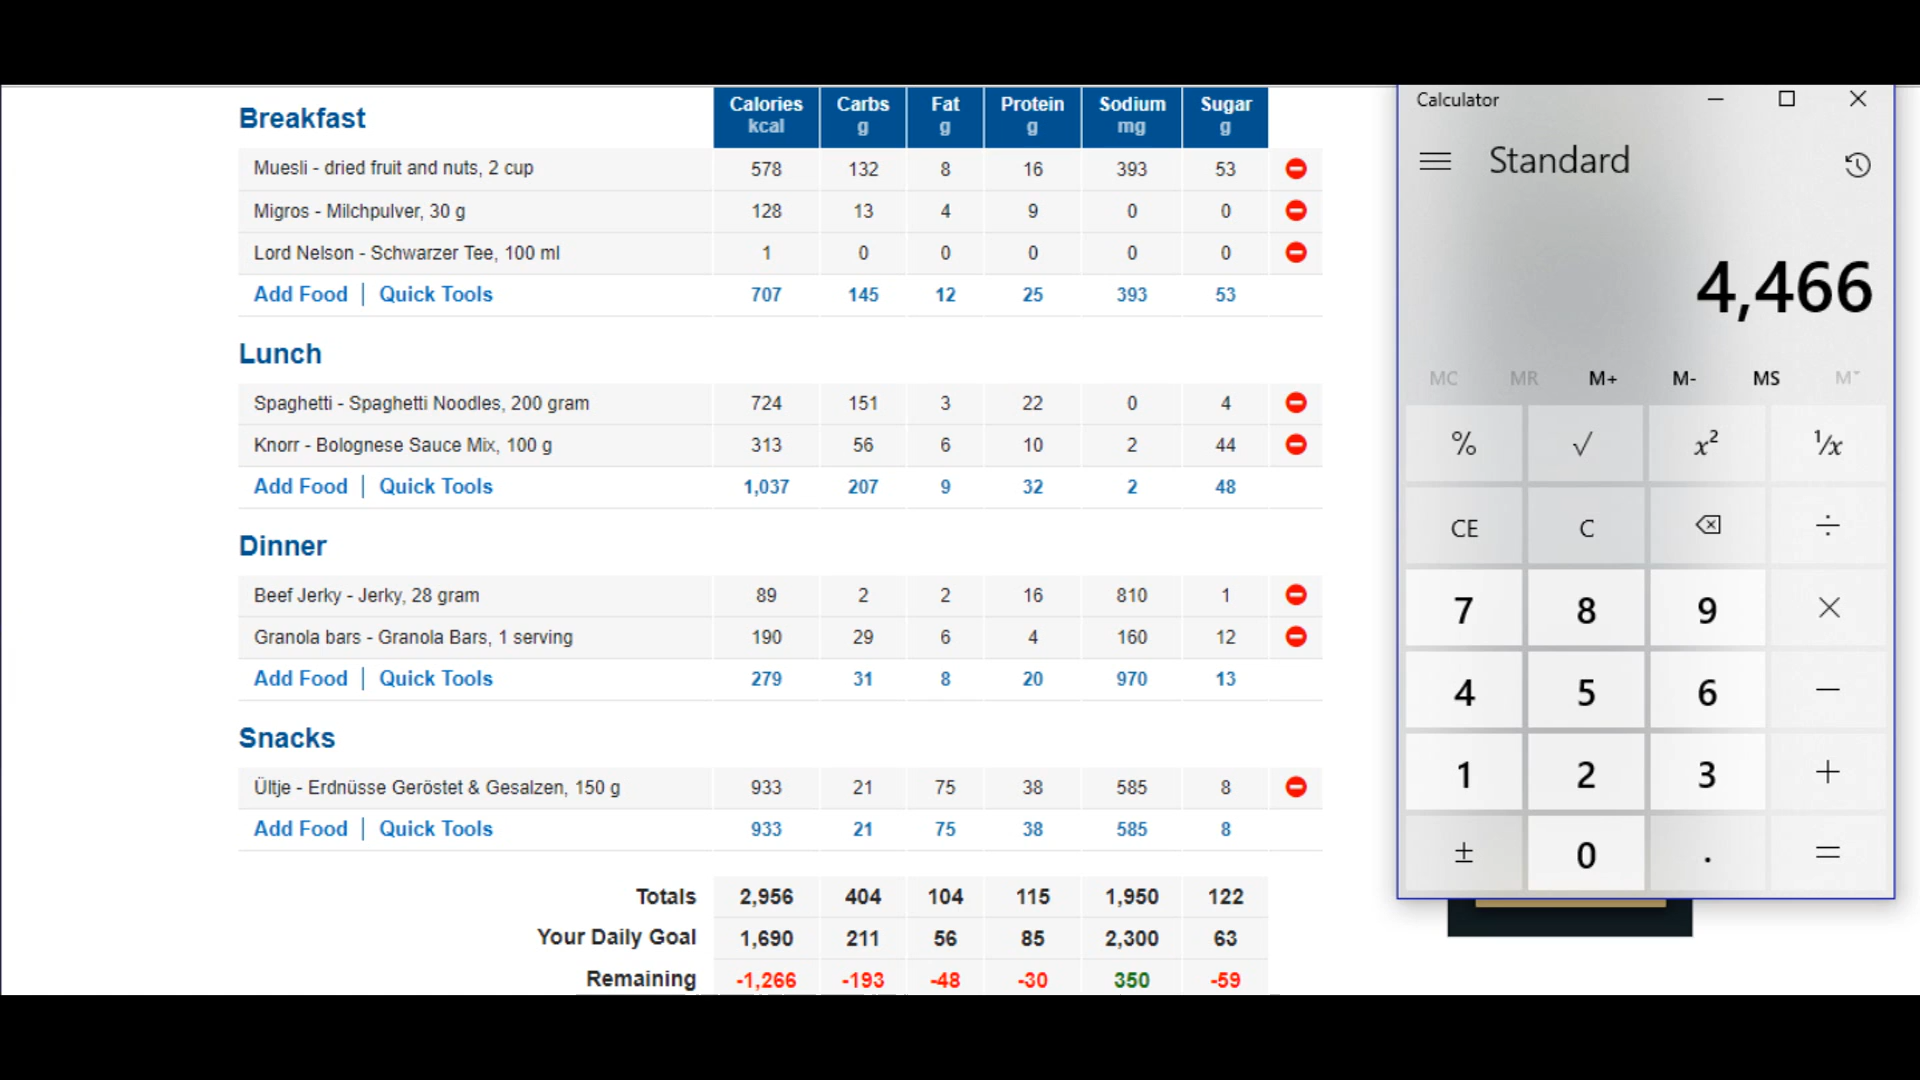 Breakfast Calories kcal Carbs g Fat g Protein g Sodium mg Sugar g
Muesli - dried fruit and nuts, 2 cup 578 132 8 16 393 53
Migros - Milchpulver, 30 g 128 13 4 9 0 0
Lord Nelson - Schwarzer Tee, 100 ml 1 0 0 0 0 0
Add Food | Quick Tools 707 145 12 25 393 53
Lunch
Spaghetti - Spaghetti Noodles, 200 gram 724 151 3 22 0 4
Knorr - Bolognese Sauce Mix, 100 g 313 56 6 10 2 44
Add Food | Quick Tools 1,037 207 9 32 2 48
Dinner
Beef Jerky - Jerky, 28 gram 89 2 2 16 810 1
Granola bars - Granola Bars, 1 serving 190 29 6 4 160 12
Add Food | Quick Tools 279 31 8 20 970 13
Snacks
Ültje - Erdnüsse Geröstet & Gesalzen, 150 g 933 21 75 38 585 8
Add Food | Quick Tools 933 21 75 38 585 8
Totals 2,956 404 104 115 1,950 122
Your Daily Goal 1,690 211 56 85 2,300 63
Remaining -1,266 -193 -48 -30 350 -59
Calculator
Standard
4,466
MC MR M+ M- MS M˅
% √ x² ¹/x
CE C ÷
7 8 9 ×
4 5 6 −
1 2 3 +
± 0 . =